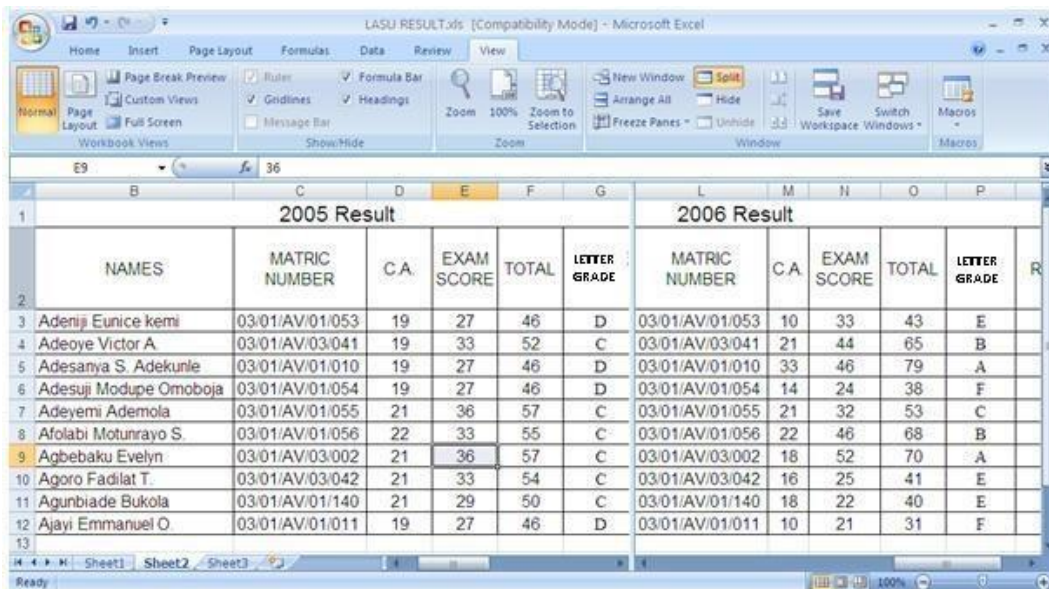 LASU RESULT.xls [Compatibility Mode] - Microsoft Excel
Home Insert Page Layout Formulas Data Review View
Normal
Page Layout
Page Break Preview
Custom Views
Full Screen
Workbook Views
Ruler
Gridlines
Message Bar
Formula Bar
Headings
Show/Hide
Zoom
100%
Zoom to Selection
Zoom
New Window
Arrange All
Freeze Panes
Split
Hide
Unhide
Save Workspace
Switch Windows
Window
Macros
Macros
E9 fx 36
B C D E F G L M N O P
1 2005 Result 2006 Result
2 NAMES MATRIC NUMBER C.A. EXAM SCORE TOTAL LETTER GRADE MATRIC NUMBER C.A. EXAM SCORE TOTAL LETTER GRADE R
3 Adeniji Eunice kemi 03/01/AV/01/053 19 27 46 D 03/01/AV/01/053 10 33 43 E
4 Adeoye Victor A. 03/01/AV/03/041 19 33 52 C 03/01/AV/03/041 21 44 65 B
5 Adesanya S. Adekunle 03/01/AV/01/010 19 27 46 D 03/01/AV/01/010 33 46 79 A
6 Adesuji Modupe Omoboja 03/01/AV/01/054 19 27 46 D 03/01/AV/01/054 14 24 38 F
7 Adeyemi Ademola 03/01/AV/01/055 21 36 57 C 03/01/AV/01/055 21 32 53 C
8 Afolabi Motunrayo S. 03/01/AV/01/056 22 33 55 C 03/01/AV/01/056 22 46 68 B
9 Agbebaku Evelyn 03/01/AV/03/002 21 36 57 C 03/01/AV/03/002 18 52 70 A
10 Agoro Fadilat T. 03/01/AV/03/042 21 33 54 C 03/01/AV/03/042 16 25 41 E
11 Agunbiade Bukola 03/01/AV/01/140 21 29 50 C 03/01/AV/01/140 18 22 40 E
12 Ajayi Emmanuel O. 03/01/AV/01/011 19 27 46 D 03/01/AV/01/011 10 21 31 F
13
Sheet1 Sheet2 Sheet3
Ready 100%